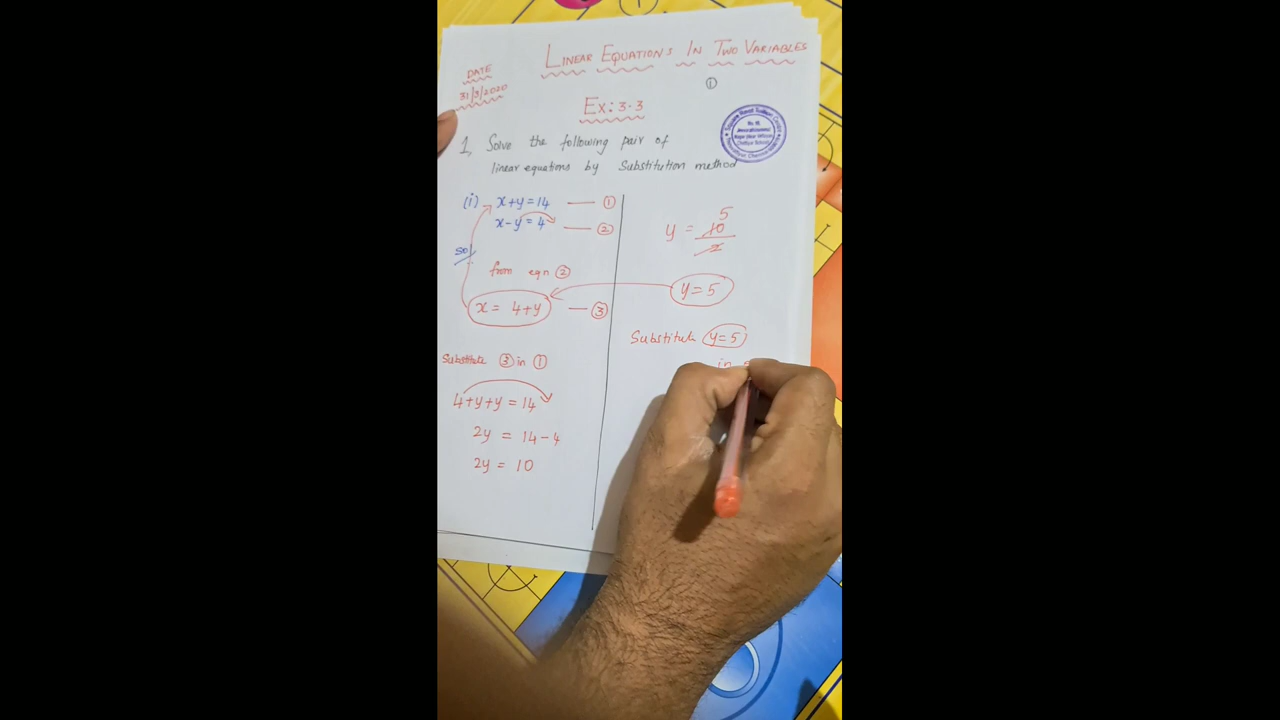 LINEAR EQUATIONS IN TWO VARIABLES
DATE
31/3/2020
①
Ex: 3.3
1, Solve the following pair of
linear equations by Substitution method
(i) x+y=14 —— ①
x-y=4 —— ②
sol
from eqn ②
x = 4+y —— ③
Substitute ③ in ①
4+y+y = 14
2y = 14-4
2y = 10
5
y = 10
2
y = 5
Substitute y=5
in